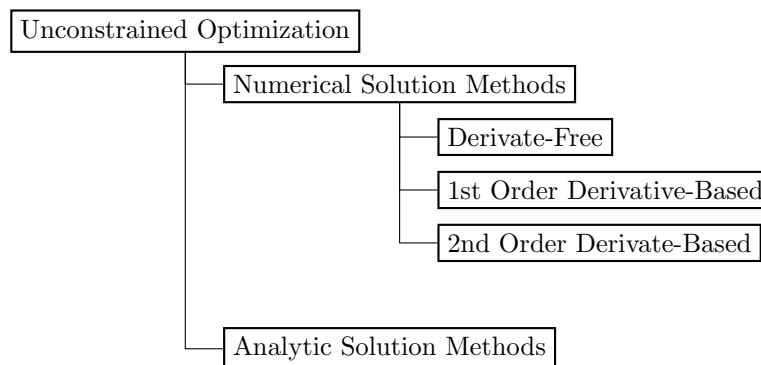 Unconstrained Optimization
Numerical Solution Methods
Derivate-Free
1st Order Derivative-Based
2nd Order Derivate-Based
Analytic Solution Methods